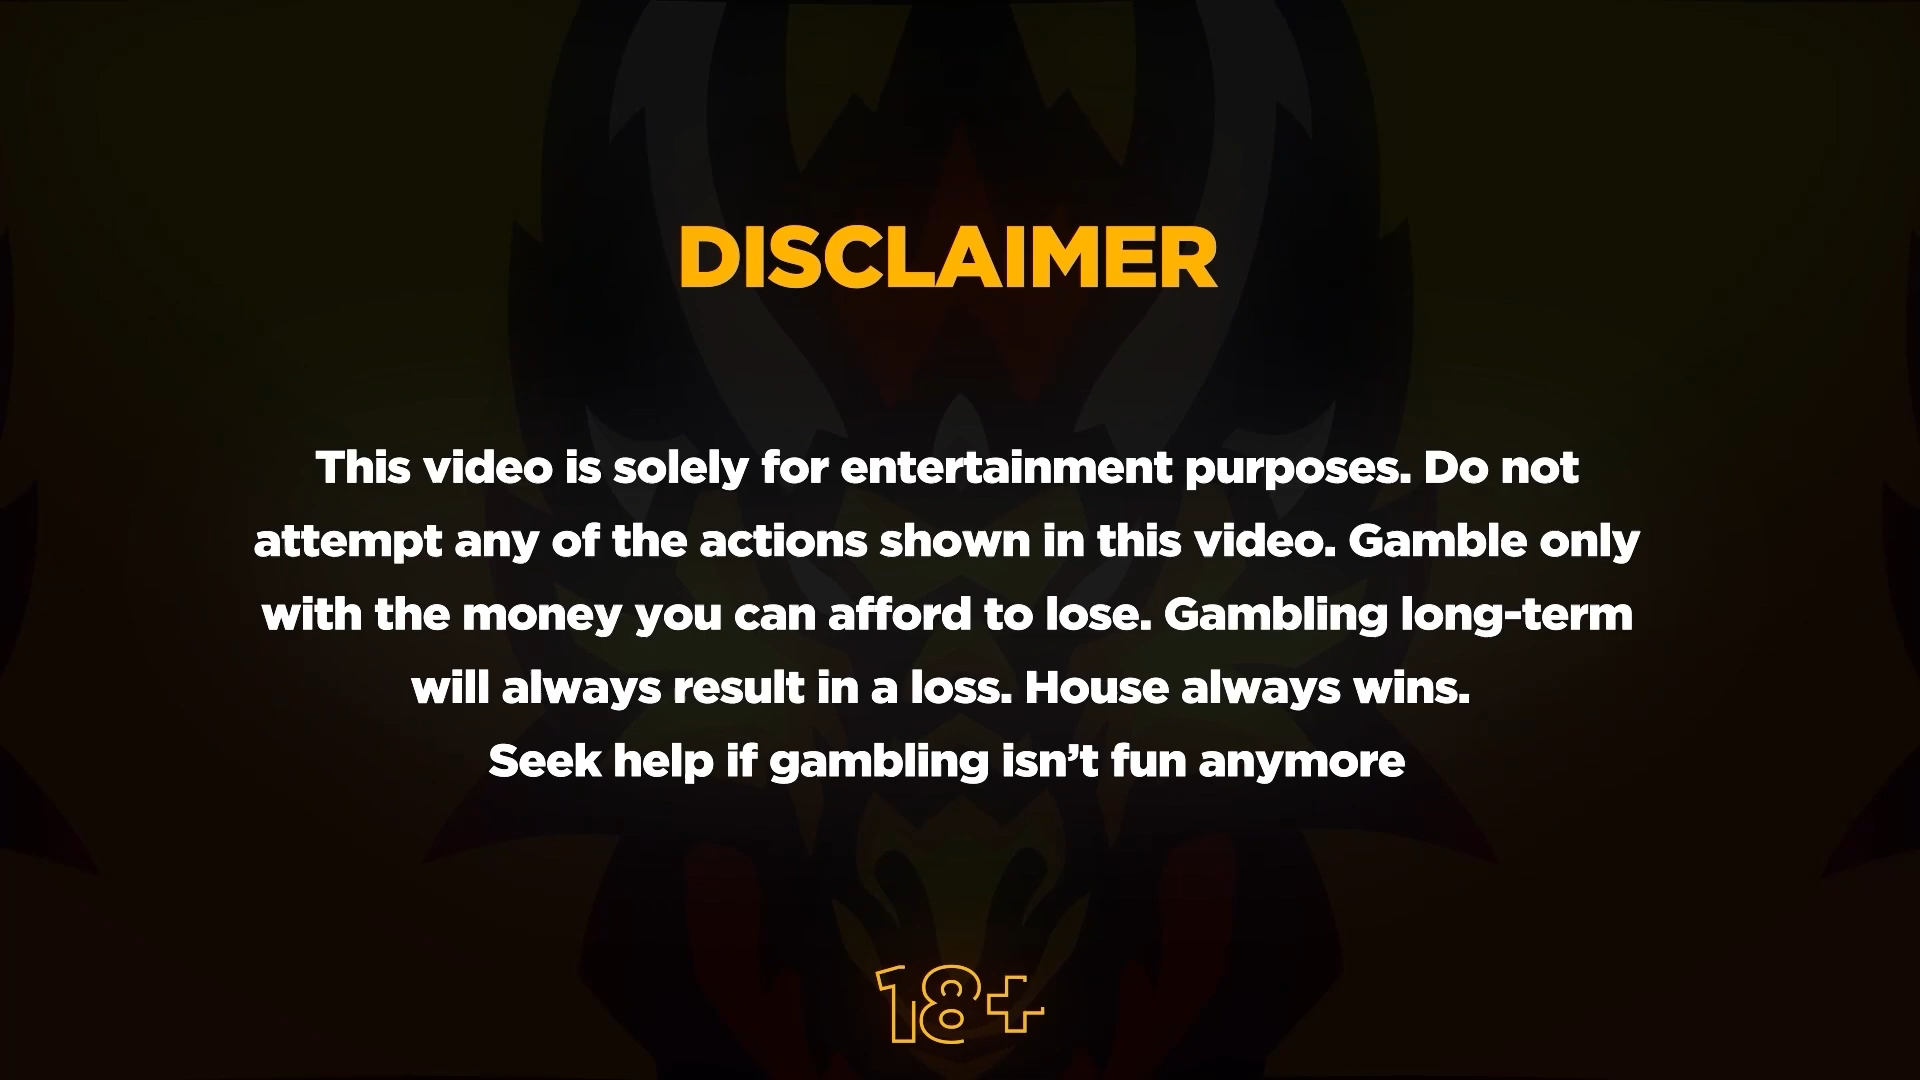 DISCLAIMER
This video is solely for entertainment purposes. Do not
attempt any of the actions shown in this video. Gamble only
with the money you can afford to lose. Gambling long-term
will always result in a loss. House always wins.
Seek help if gambling isn’t fun anymore
18+